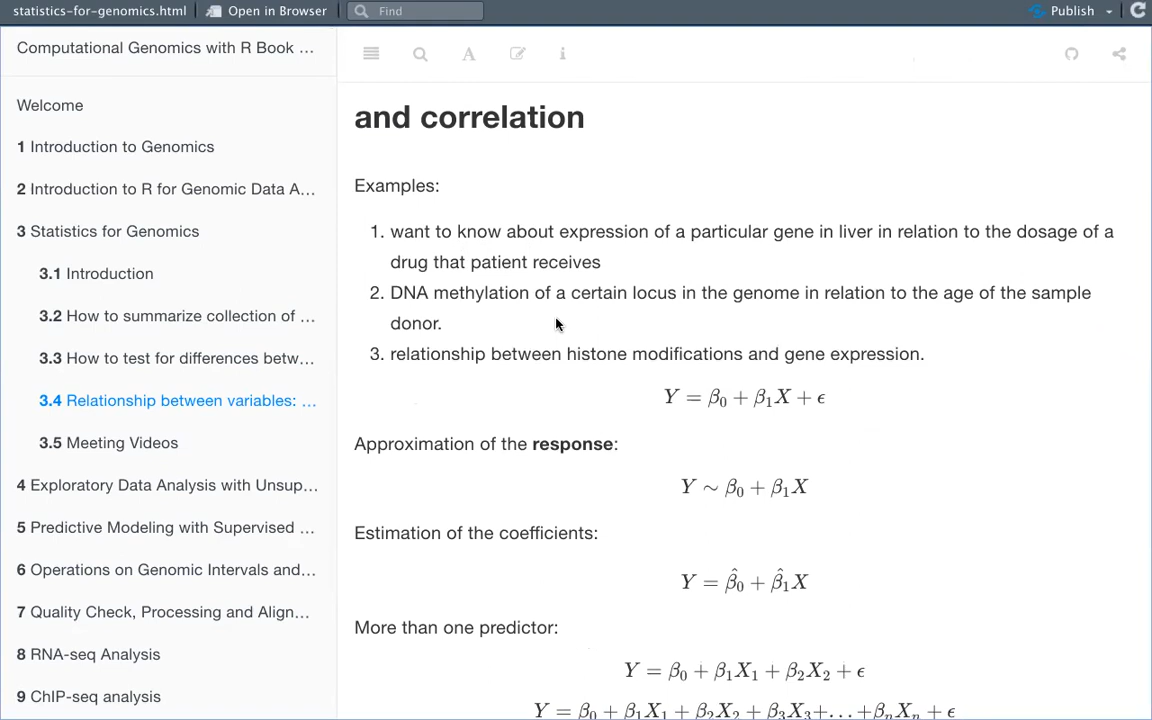 statistics-for-genomics.html Open in Browser Find Publish
Computational Genomics with R Book ...
Welcome
1 Introduction to Genomics
2 Introduction to R for Genomic Data A...
3 Statistics for Genomics
3.1 Introduction
3.2 How to summarize collection of ...
3.3 How to test for differences betw...
3.4 Relationship between variables: ...
3.5 Meeting Videos
4 Exploratory Data Analysis with Unsup...
5 Predictive Modeling with Supervised ...
6 Operations on Genomic Intervals and...
7 Quality Check, Processing and Align...
8 RNA-seq Analysis
9 ChIP-seq analysis
and correlation
Examples:
1. want to know about expression of a particular gene in liver in relation to the dosage of a
drug that patient receives
2. DNA methylation of a certain locus in the genome in relation to the age of the sample
donor.
3. relationship between histone modifications and gene expression.
Y = β₀ + β₁X + ϵ
Approximation of the response:
Y ∼ β₀ + β₁X
Estimation of the coefficients:
Y = β̂₀ + β̂₁X
More than one predictor:
Y = β₀ + β₁X₁ + β₂X₂ + ϵ
Y = β₀ + β₁X₁ + β₂X₂ + β₃X₃+...+βₙXₙ + ϵ